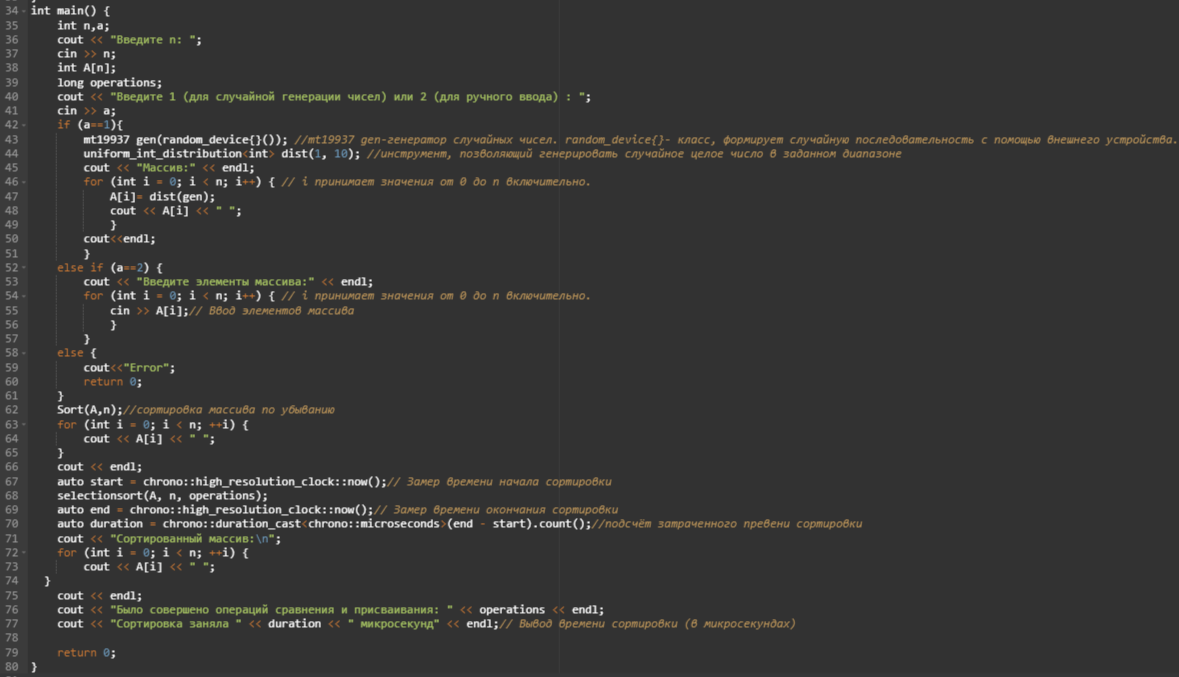 34 int main() {
35 int n,a;
36 cout << "Введите n: ";
37 cin >> n;
38 int A[n];
39 long operations;
40 cout << "Введите 1 (для случайной генерации чисел) или 2 (для ручного ввода) : ";
41 cin >> a;
42 if (a==1){
43 mt19937 gen(random_device{}()); //mt19937 gen-генератор случайных чисел. random_device{}- класс, формирует случайную последовательность с помощью внешнего устройства.
44 uniform_int_distribution<int> dist(1, 10); //инструмент, позволяющий генерировать случайное целое число в заданном диапазоне
45 cout << "Массив:" << endl;
46 for (int i = 0; i < n; i++) { // i принимает значения от 0 до n включительно.
47 A[i]= dist(gen);
48 cout << A[i] << " ";
49 }
50 cout<<endl;
51 }
52 else if (a==2) {
53 cout << "Введите элементы массива:" << endl;
54 for (int i = 0; i < n; i++) { // i принимает значения от 0 до n включительно.
55 cin >> A[i];// Ввод элементов массива
56 }
57 }
58 else {
59 cout<<"Error";
60 return 0;
61 }
62 Sort(A,n);//сортировка массива по убыванию
63 for (int i = 0; i < n; ++i) {
64 cout << A[i] << " ";
65 }
66 cout << endl;
67 auto start = chrono::high_resolution_clock::now();// Замер времени начала сортировки
68 selectionsort(A, n, operations);
69 auto end = chrono::high_resolution_clock::now();// Замер времени окончания сортировки
70 auto duration = chrono::duration_cast<chrono::microseconds>(end - start).count();//подсчёт затраченного превени сортировки
71 cout << "Сортированный массив:\n";
72 for (int i = 0; i < n; ++i) {
73 cout << A[i] << " ";
74 }
75 cout << endl;
76 cout << "Было совершено операций сравнения и присваивания: " << operations << endl;
77 cout << "Сортировка заняла " << duration << " микросекунд" << endl;// Вывод времени сортировки (в микросекундах)
78
79 return 0;
80 }